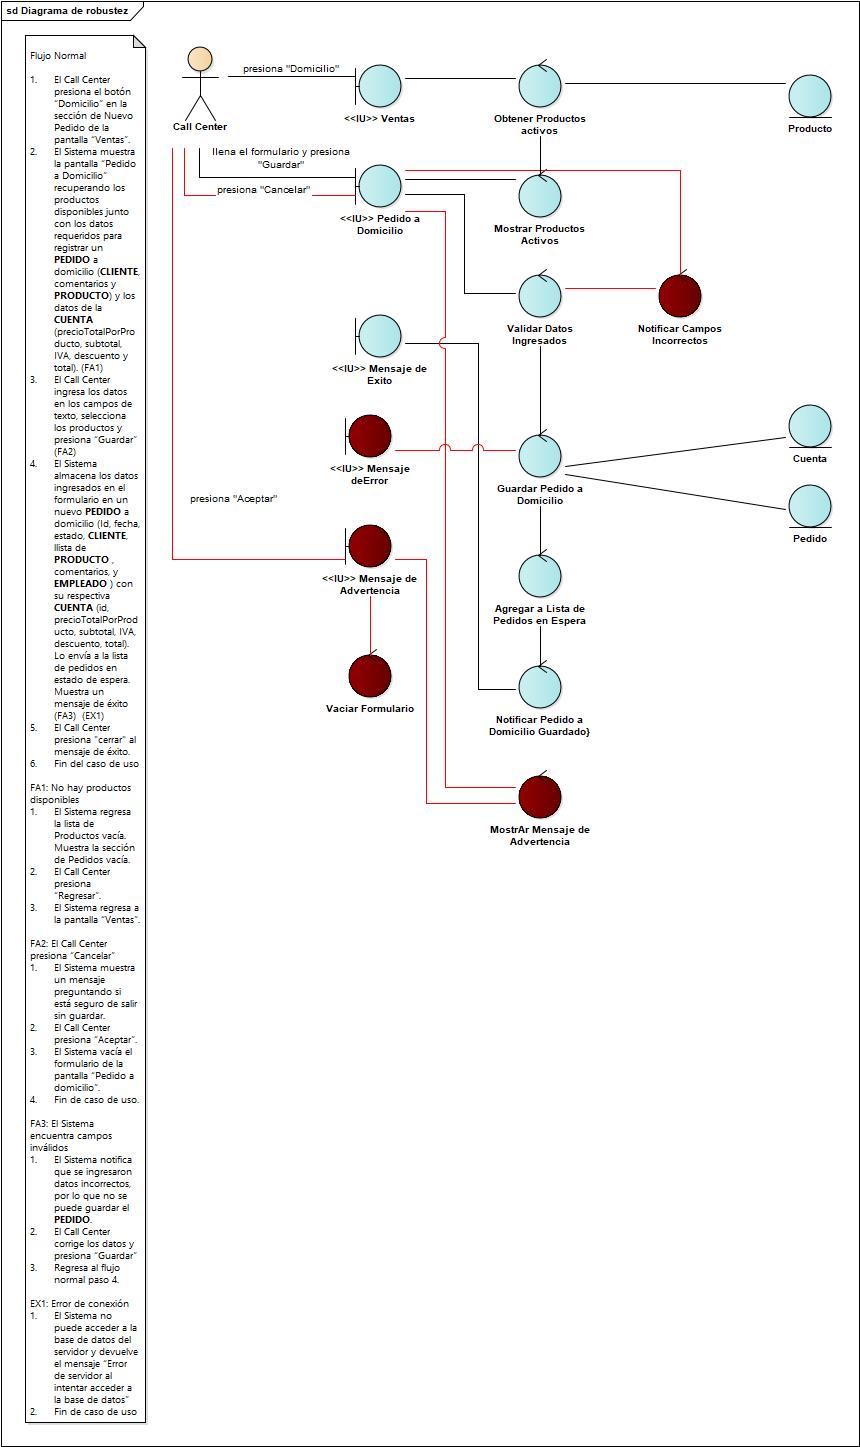 sd Diagrama de robustez
Flujo Normal
1. El Call Center
presiona el botón
“Domicilio” en la
sección de Nuevo
Pedido de la
pantalla “Ventas”.
2. El Sistema muestra
la pantalla “Pedido
a Domicilio”
recuperando los
productos
disponibles junto
con los datos
requeridos para
registrar un
PEDIDO a
domicilio (CLIENTE,
comentarios y
PRODUCTO) y los
datos de la
CUENTA
(precioTotalPorPro
ducto, subtotal,
IVA, descuento y
total). (FA1)
3. El Call Center
ingresa los datos
en los campos de
texto, selecciona
los productos y
presiona “Guardar”
(FA2)
4. El Sistema
almacena los datos
ingresados en el
formulario en un
nuevo PEDIDO a
domicilio (Id, fecha,
estado, CLIENTE,
llista de
PRODUCTO ,
comentarios, y
EMPLEADO ) con
su respectiva
CUENTA (id,
precioTotalPorProd
ucto, subtotal, IVA,
descuento, total).
Lo envía a la lista
de pedidos en
estado de espera.
Muestra un
mensaje de éxito
(FA3) (EX1)
5. El Call Center
presiona "cerrar" al
mensaje de éxito.
6. Fin del caso de uso
FA1: No hay productos
disponibles
1. El Sistema regresa
la lista de
Productos vacía.
Muestra la sección
de Pedidos vacía.
2. El Call Center
presiona
“Regresar”.
3. El Sistema regresa a
la pantalla “Ventas”.
FA2: El Call Center
presiona “Cancelar”
1. El Sistema muestra
un mensaje
preguntando si
está seguro de salir
sin guardar.
2. El Call Center
presiona “Aceptar”.
3. El Sistema vacía el
formulario de la
pantalla “Pedido a
domicilio”.
4. Fin de caso de uso.
FA3: El Sistema
encuentra campos
inválidos
1. El Sistema notifica
que se ingresaron
datos incorrectos,
por lo que no se
puede guardar el
PEDIDO.
2. El Call Center
corrige los datos y
presiona “Guardar”
3. Regresa al flujo
normal paso 4.
EX1: Error de conexión
1. El Sistema no
puede acceder a la
base de datos del
servidor y devuelve
el mensaje “Error
de servidor al
intentar acceder a
la base de datos”
2. Fin de caso de uso
Call Center
presiona "Domicilio"
<<IU>> Ventas
Obtener Productos
activos
Producto
llena el formulario y presiona
"Guardar"
presiona "Cancelar"
<<IU>> Pedido a
Domicilio
Mostrar Productos
Activos
Validar Datos
Ingresados
Notificar Campos
Incorrectos
<<IU>> Mensaje de
Exito
<<IU>> Mensaje
deError
Guardar Pedido a
Domicilio
Cuenta
Pedido
presiona "Aceptar"
<<IU>> Mensaje de
Advertencia
Agregar a Lista de
Pedidos en Espera
Vaciar Formulario
Notificar Pedido a
Domicilio Guardado}
MostrAr Mensaje de
Advertencia